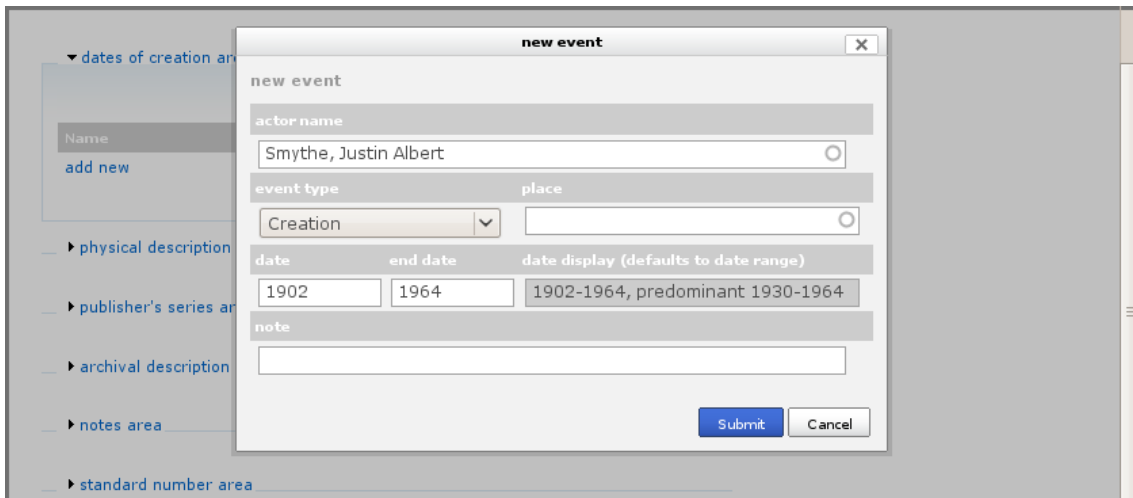 new event
dates of creation ar
new event
actor name
Name
Smythe, Justin Albert
add new
event type place
Creation
physical description
date end date date display (defaults to date range)
1902 1964 1902-1964, predominant 1930-1964
publisher's series ar
note
archival description
notes area
Submit Cancel
standard number area